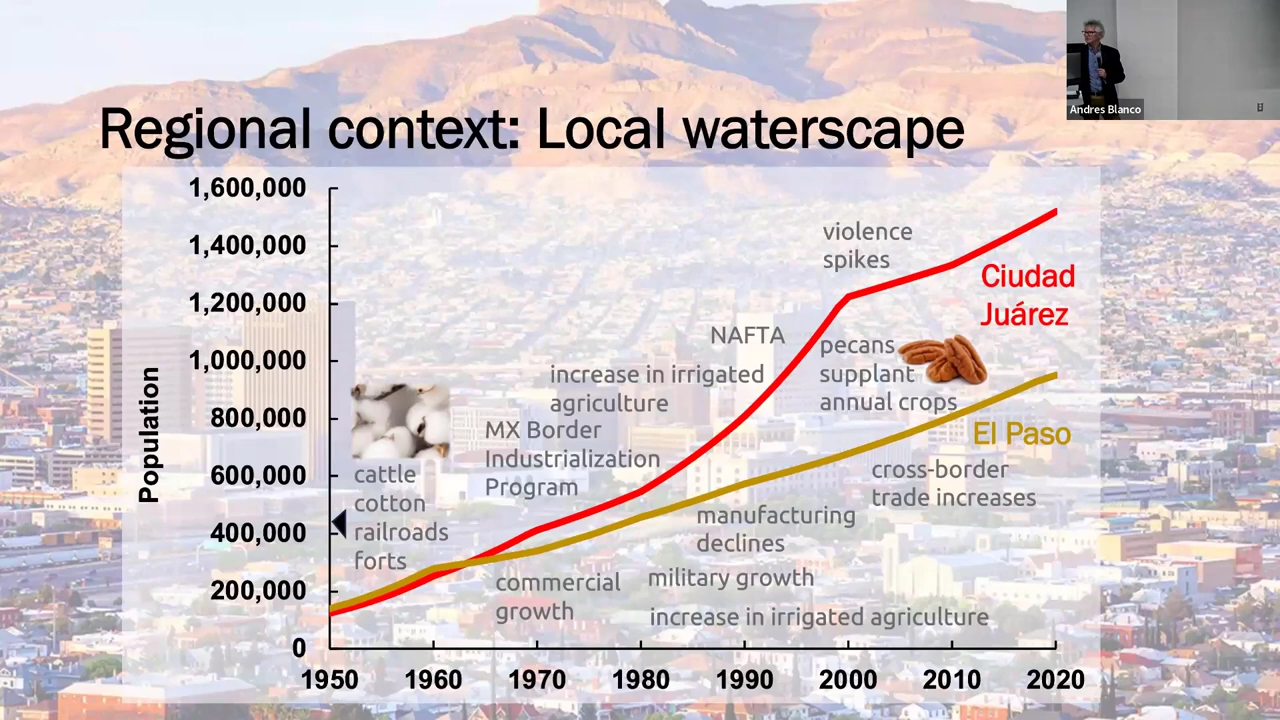 Andres Blanco
Regional context: Local waterscape
Population
1,600,000
1,400,000
1,200,000
1,000,000
800,000
600,000
400,000
200,000
0
1950
1960
1970
1980
1990
2000
2010
2020
cattle
cotton
railroads
forts
MX Border
Industrialization
Program
increase in irrigated
agriculture
NAFTA
violence
spikes
Ciudad
Juárez
pecans
supplant
annual crops
El Paso
cross-border
trade increases
manufacturing
declines
commercial
growth
military growth
increase in irrigated agriculture